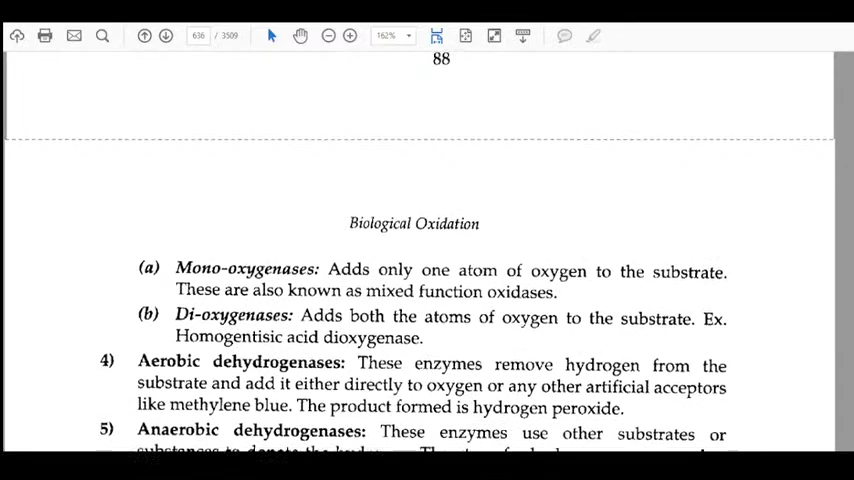 636 / 3509
162%
88
Biological Oxidation
(a) Mono-oxygenases: Adds only one atom of oxygen to the substrate.
These are also known as mixed function oxidases.
(b) Di-oxygenases: Adds both the atoms of oxygen to the substrate. Ex.
Homogentisic acid dioxygenase.
4) Aerobic dehydrogenases: These enzymes remove hydrogen from the
substrate and add it either directly to oxygen or any other artificial acceptors
like methylene blue. The product formed is hydrogen peroxide.
5) Anaerobic dehydrogenases: These enzymes use other substrates or